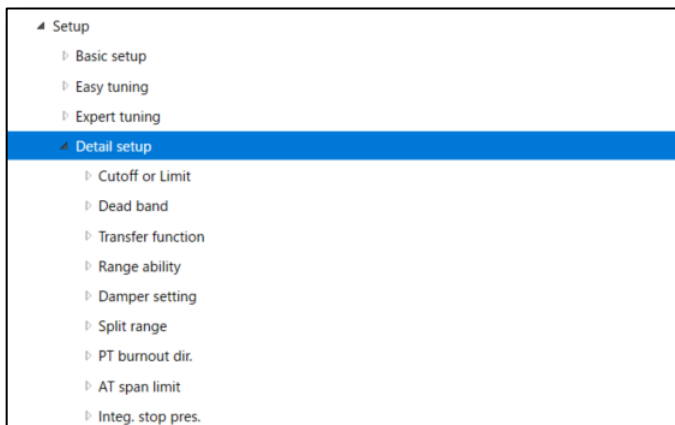 Setup
Basic setup
Easy tuning
Expert tuning
Detail setup
Cutoff or Limit
Dead band
Transfer function
Range ability
Damper setting
Split range
PT burnout dir.
AT span limit
Integ. stop pres.